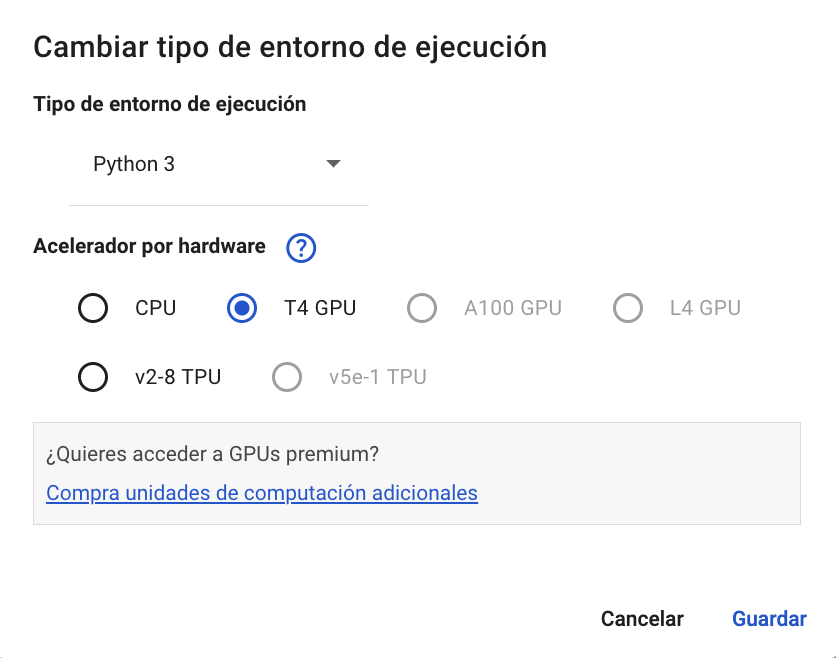 Cambiar tipo de entorno de ejecución
Tipo de entorno de ejecución
Python 3
Acelerador por hardware ?
CPU T4 GPU A100 GPU L4 GPU
v2-8 TPU v5e-1 TPU
¿Quieres acceder a GPUs premium?
Compra unidades de computación adicionales
Cancelar Guardar